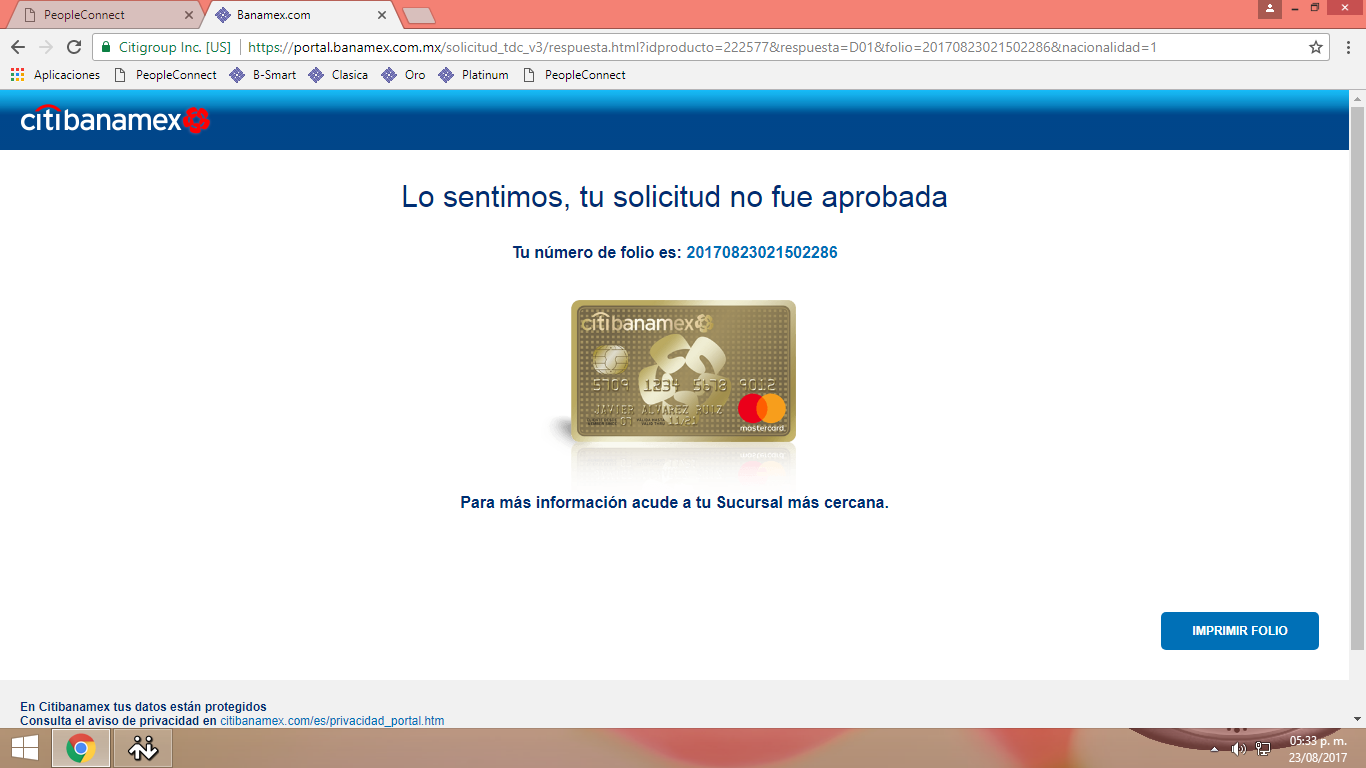 PeopleConnect
Banamex.com
Citigroup Inc. [US]
https://portal.banamex.com.mx/solicitud_tdc_v3/respuesta.html?idproducto=222577&respuesta=D01&folio=20170823021502286&nacionalidad=1
Aplicaciones PeopleConnect B-Smart Clasica Oro Platinum PeopleConnect
citibanamex
Lo sentimos, tu solicitud no fue aprobada
Tu número de folio es: 20170823021502286
citibanamex
5709 1234 5678 9012
JAVIER ALVAREZ RUIZ
07 11/21
mastercard
Para más información acude a tu Sucursal más cercana.
IMPRIMIR FOLIO
En Citibanamex tus datos están protegidos
Consulta el aviso de privacidad en citibanamex.com/es/privacidad_portal.htm
05:33 p. m.
23/08/2017